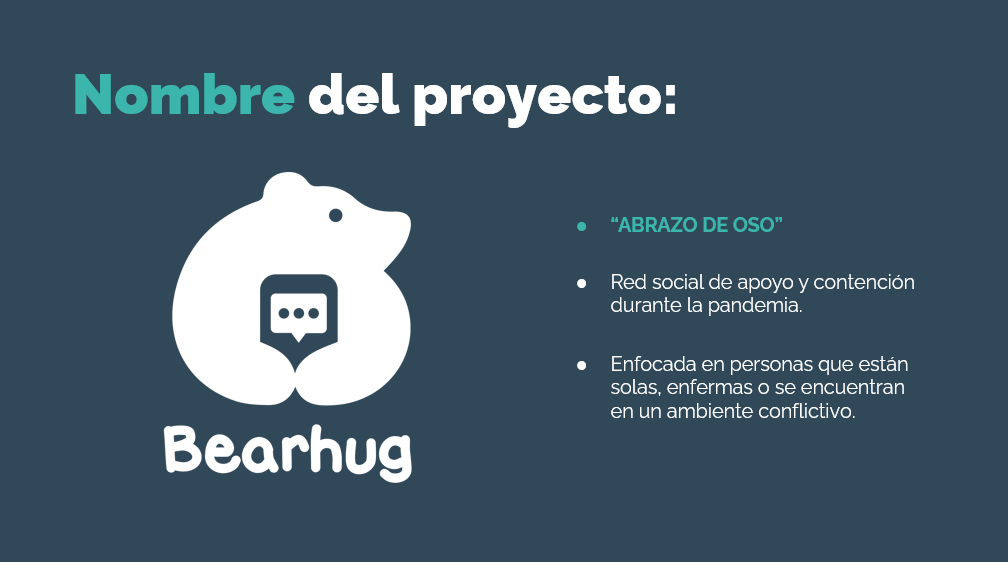 Nombre del proyecto:
Bearhug
• “ABRAZO DE OSO”
• Red social de apoyo y contención
durante la pandemia.
• Enfocada en personas que están
solas, enfermas o se encuentran
en un ambiente conflictivo.